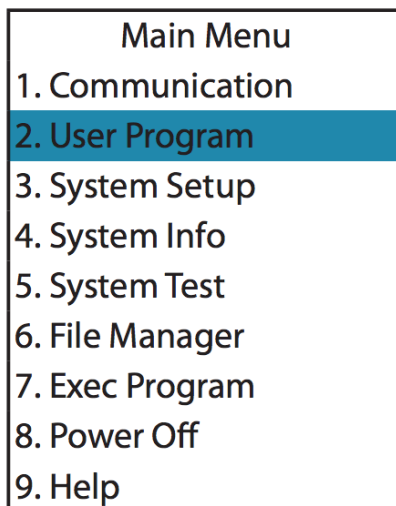 Main Menu
1. Communication
2. User Program
3. System Setup
4. System Info
5. System Test
6. File Manager
7. Exec Program
8. Power Off
9. Help